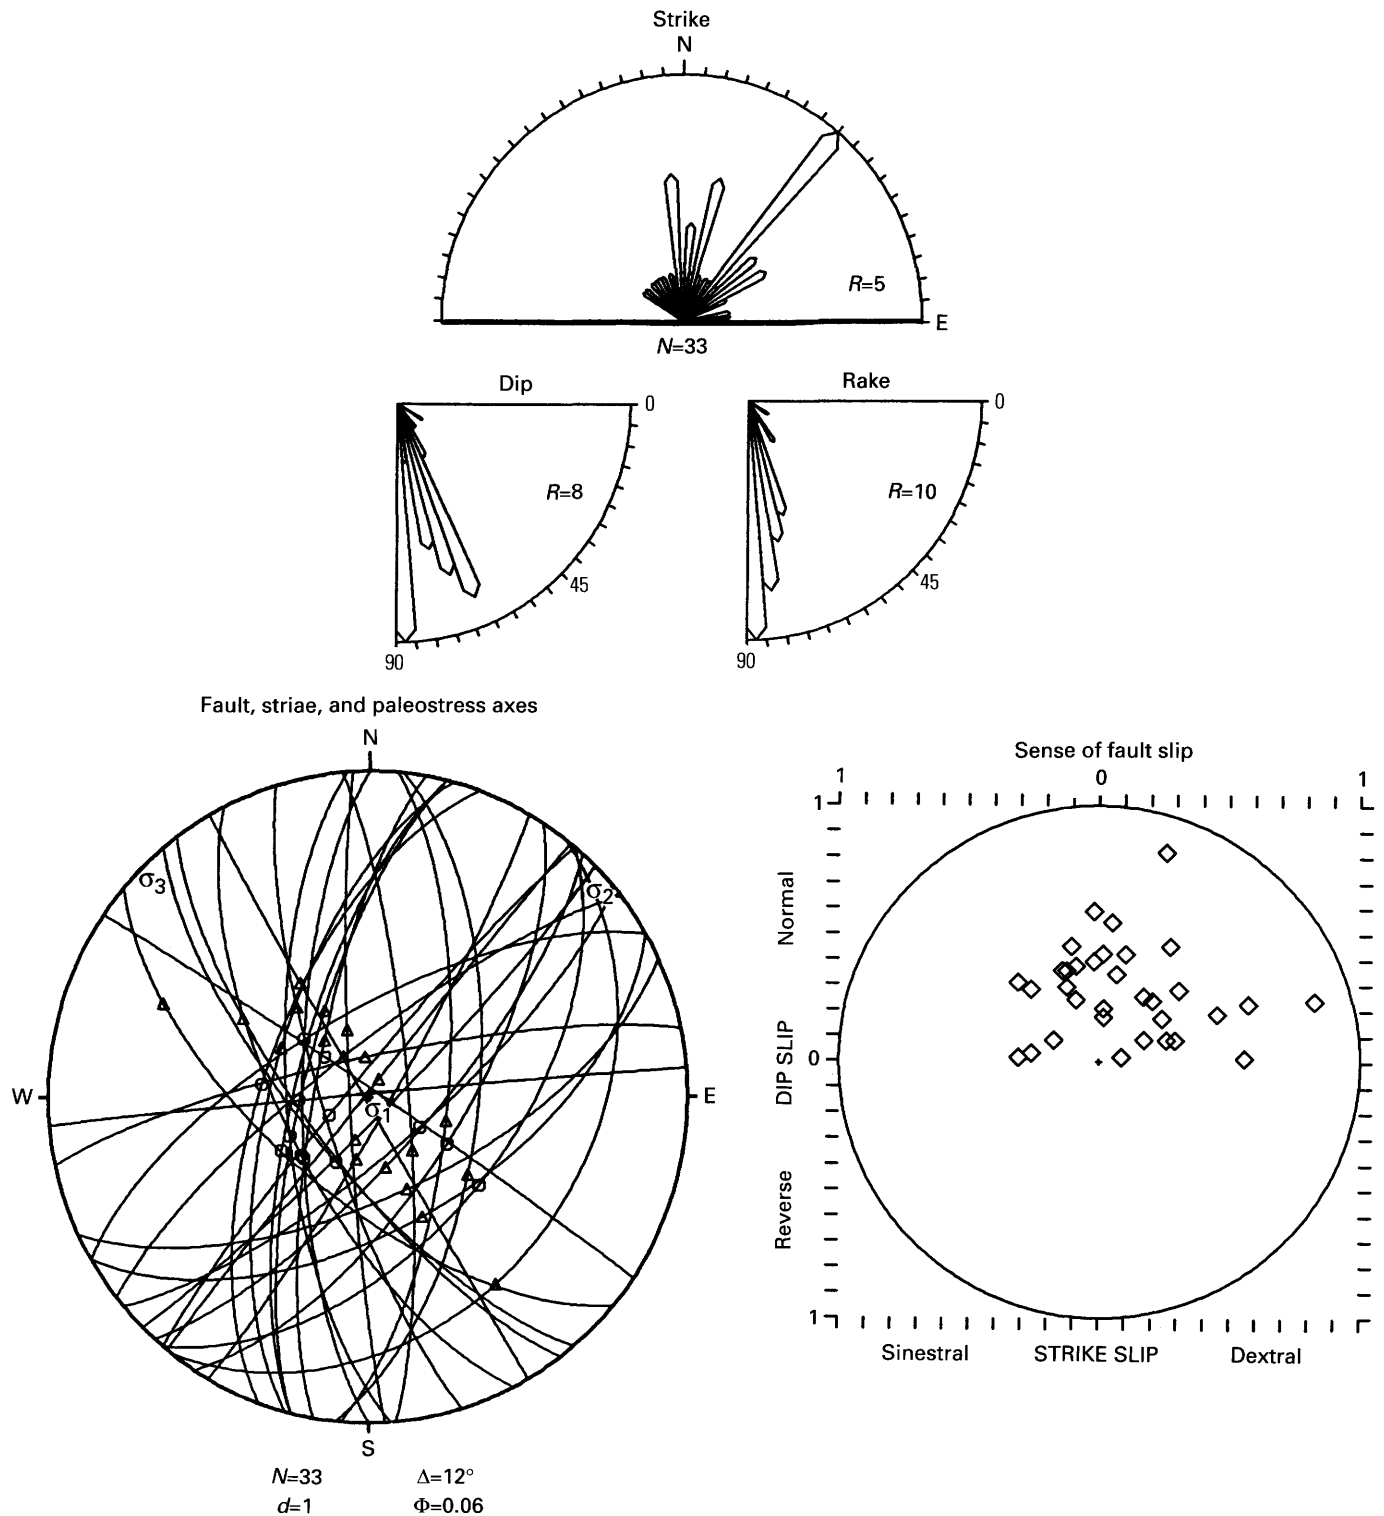 Strike
N
R=5
E
N=33
Dip
0
R=8
45
90
Rake
0
R=10
45
90
Fault, striae, and paleostress axes
N
σ3
σ2
W
E
σ1
S
N=33
Δ=12°
d=1
Φ=0.06
Sense of fault slip
1
0
1
1
Normal
0
DIP SLIP
Reverse
1
Sinestral
STRIKE SLIP
Dextral